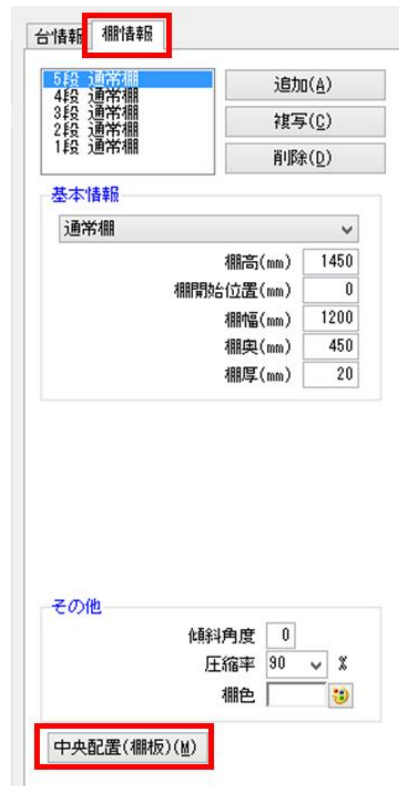 台情報 棚情報
5段 通常棚
4段 通常棚
3段 通常棚
2段 通常棚
1段 通常棚
追加(A)
複写(C)
削除(D)
基本情報
通常棚
棚高(mm) 1450
棚開始位置(mm) 0
棚幅(mm) 1200
棚奥(mm) 450
棚厚(mm) 20
その他
傾斜角度 0
圧縮率 90 %
棚色
中央配置(棚板)(M)